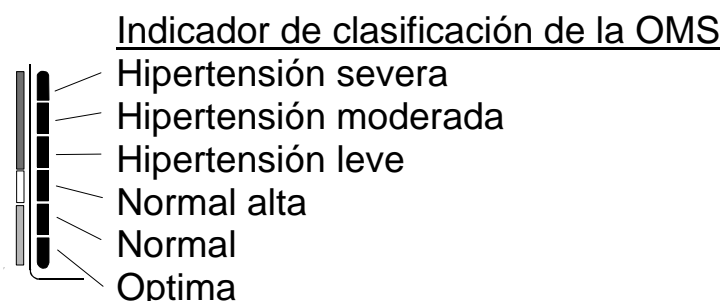 Indicador de clasificación de la OMS
Hipertensión severa
Hipertensión moderada
Hipertensión leve
Normal alta
Normal
Optima